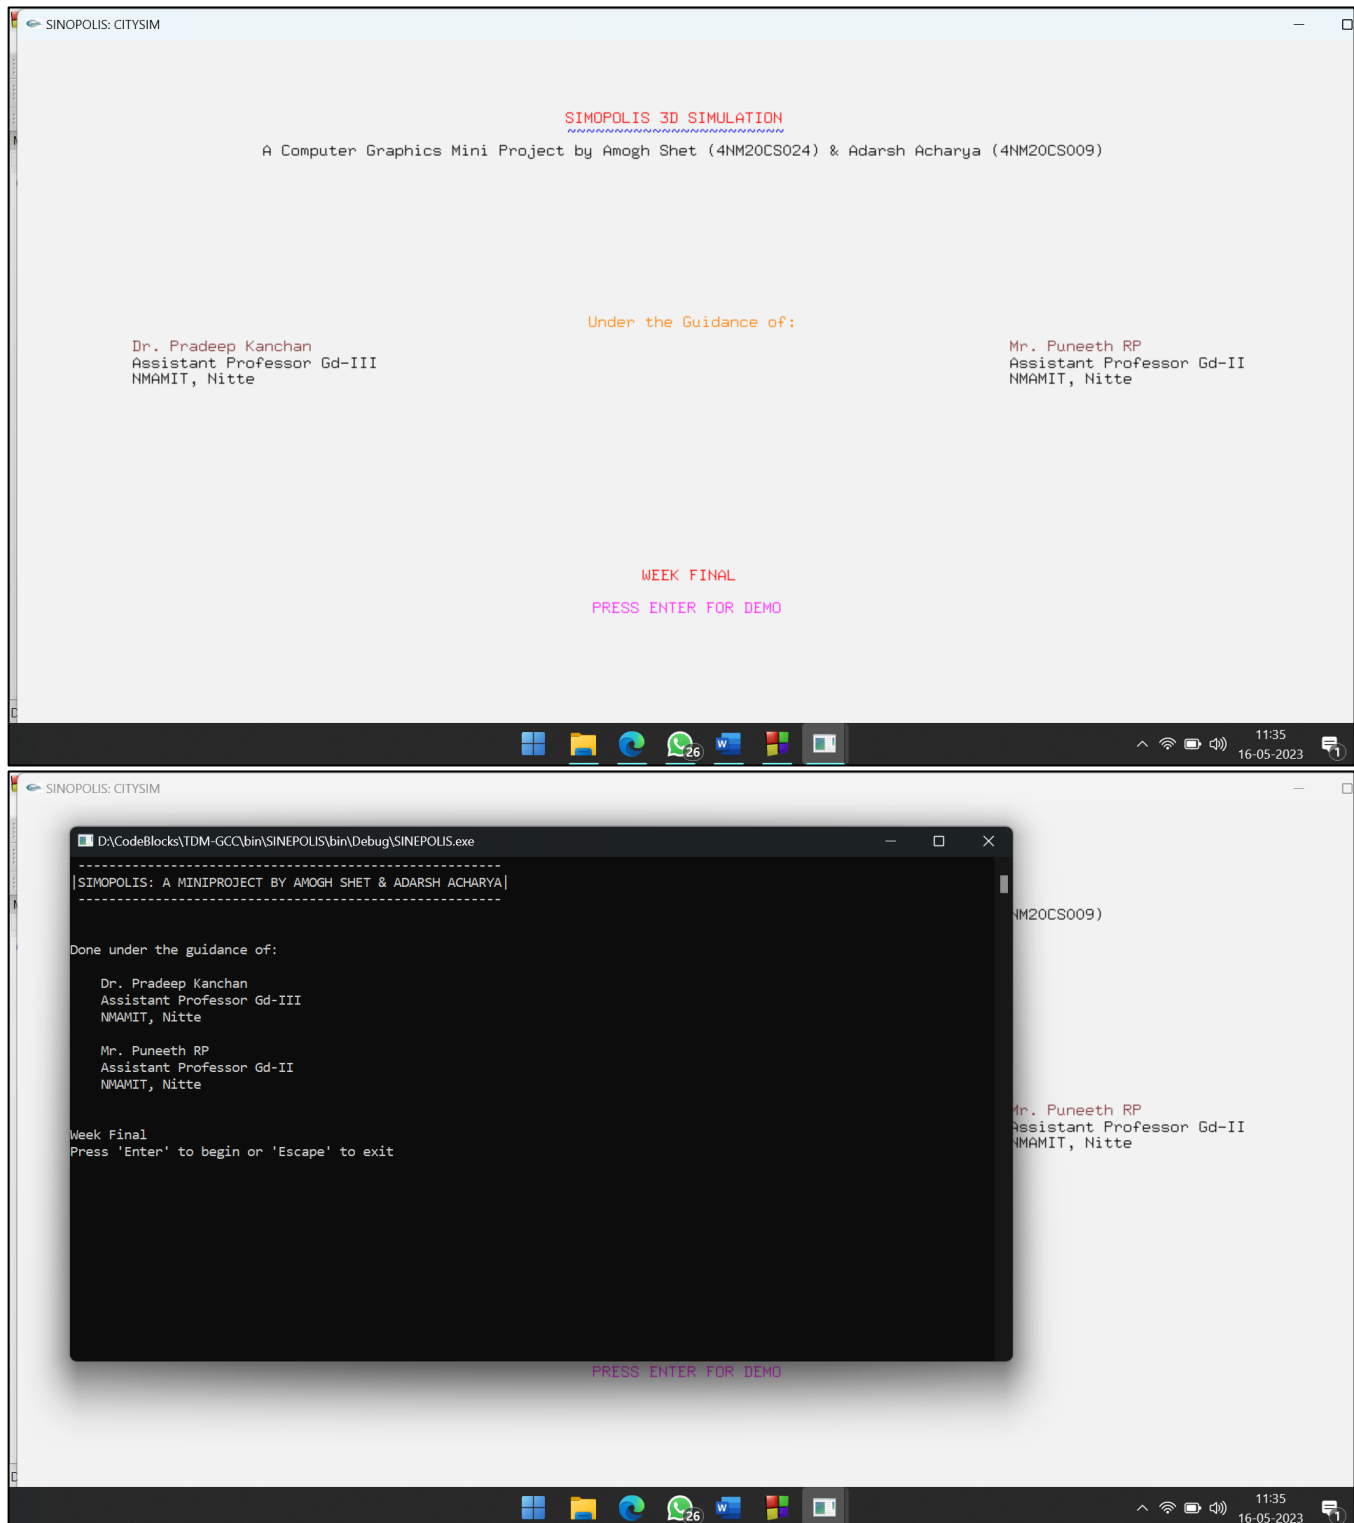 SINOPOLIS: CITYSIM
SIMOPOLIS 3D SIMULATION
~~~~~~~~~~~~~~~~~~~~~~~
A Computer Graphics Mini Project by Amogh Shet (4NM20CS024) & Adarsh Acharya (4NM20CS009)
Under the Guidance of:
Dr. Pradeep Kanchan
Assistant Professor Gd-III
NMAMIT, Nitte
Mr. Puneeth RP
Assistant Professor Gd-II
NMAMIT, Nitte
WEEK FINAL
PRESS ENTER FOR DEMO
26
W
11:35
16-05-2023
1
SINOPOLIS: CITYSIM
D:\CodeBlocks\TDM-GCC\bin\SINEPOLIS\bin\Debug\SINEPOLIS.exe
-------------------------------------------------------
|SIMOPOLIS: A MINIPROJECT BY AMOGH SHET & ADARSH ACHARYA|
-------------------------------------------------------
Done under the guidance of:
Dr. Pradeep Kanchan
Assistant Professor Gd-III
NMAMIT, Nitte
Mr. Puneeth RP
Assistant Professor Gd-II
NMAMIT, Nitte
Week Final
Press 'Enter' to begin or 'Escape' to exit
NM20CS009)
Mr. Puneeth RP
Assistant Professor Gd-II
NMAMIT, Nitte
PRESS ENTER FOR DEMO
26
W
11:35
16-05-2023
1